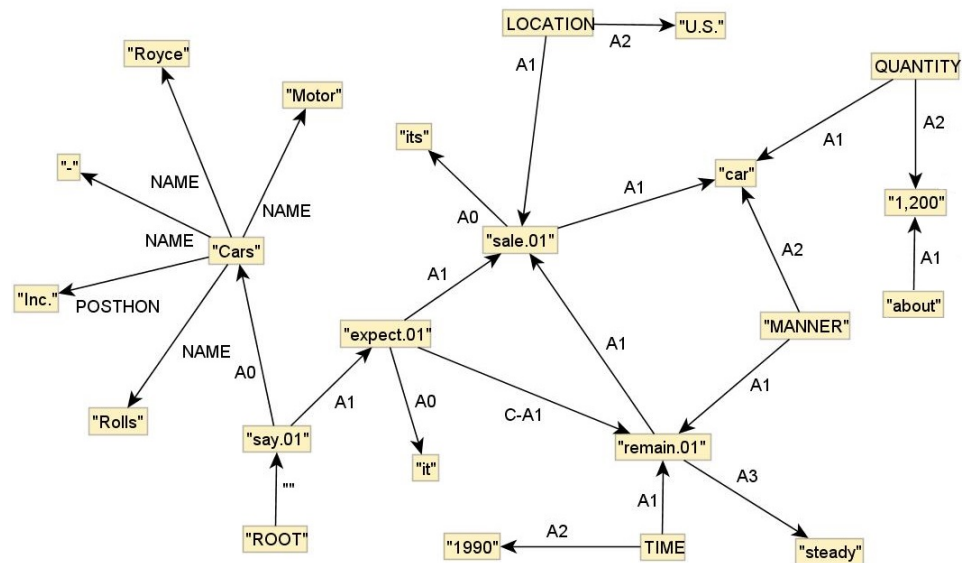 LOCATION
A2
"U.S."
"Royce"
A1
QUANTITY
"Motor"
"its"
A1
A2
"-"
NAME
A1
"car"
NAME
A0
"1,200"
NAME
"sale.01"
"Cars"
A2
A1
A1
"Inc."
POSTHON
"about"
"expect.01"
"MANNER"
NAME
A1
A0
A1
A0
A1
C-A1
"Rolls"
"say.01"
"remain.01"
"it"
A3
""
A1
"ROOT"
"1990"
A2
TIME
"steady"